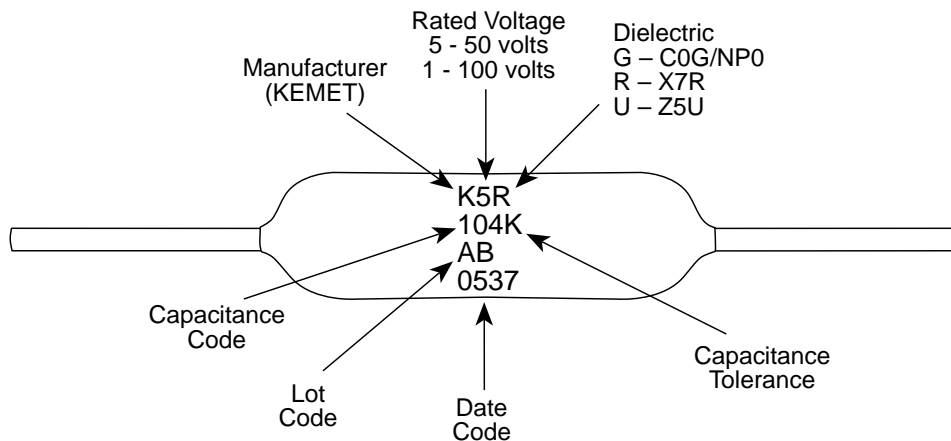 Manufacturer
(KEMET)
Rated Voltage
5 - 50 volts
1 - 100 volts
Dielectric
G – C0G/NP0
R – X7R
U – Z5U
K5R
104K
AB
0537
Capacitance
Code
Lot
Code
Date
Code
Capacitance
Tolerance